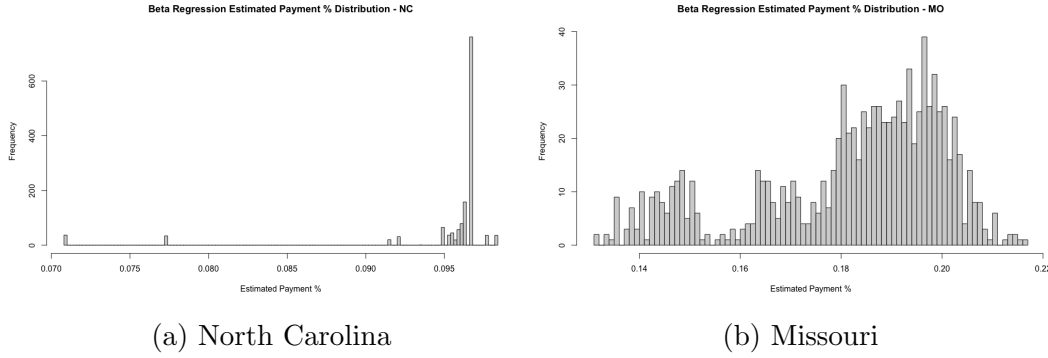 Beta Regression Estimated Payment % Distribution - NC
Frequency
0
200
400
600
0.070
0.075
0.080
0.085
0.090
0.095
Estimated Payment %
(a) North Carolina
Beta Regression Estimated Payment % Distribution - MO
Frequency
0
10
20
30
40
0.14
0.16
0.18
0.20
0.22
Estimated Payment %
(b) Missouri